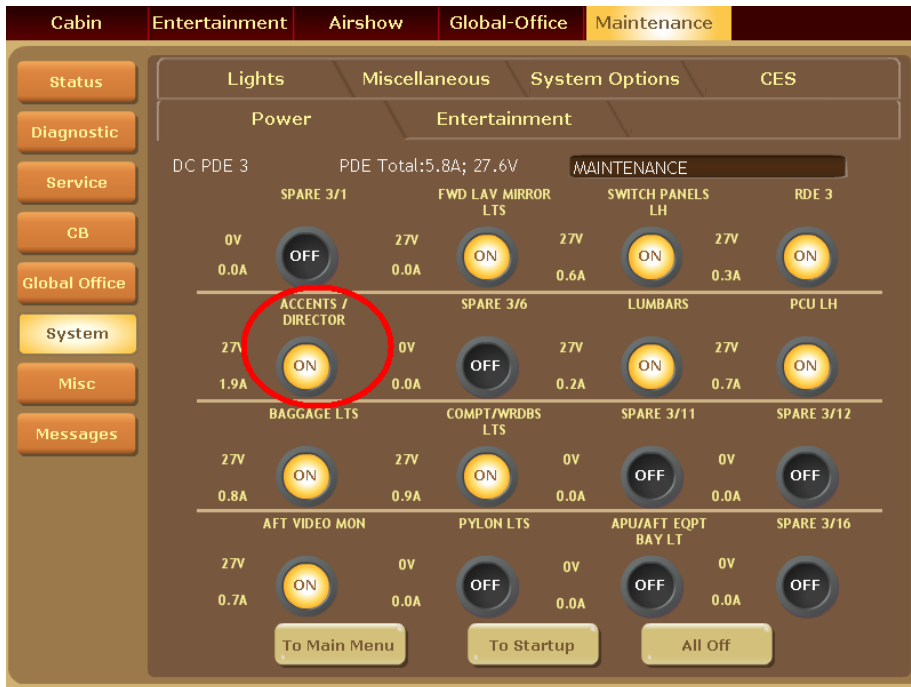 Cabin Entertainment Airshow Global-Office Maintenance
Status
Diagnostic
Service
CB
Global Office
System
Misc
Messages
Lights Miscellaneous System Options CES
Power Entertainment
DC PDE 3 PDE Total:5.8A; 27.6V MAINTENANCE
SPARE 3/1 FWD LAV MIRROR LTS SWITCH PANELS LH RDE 3
0V OFF 27V ON 27V ON 27V ON
0.0A 0.0A 0.6A 0.3A
ACCENTS / DIRECTOR SPARE 3/6 LUMBARS PCU LH
27V ON 0V OFF 27V ON 27V ON
1.9A 0.0A 0.2A 0.7A
BAGGAGE LTS COMPT/WRDBS LTS SPARE 3/11 SPARE 3/12
27V ON 27V ON 0V OFF 0V OFF
0.8A 0.9A 0.0A 0.0A
AFT VIDEO MON PYLON LTS APU/AFT EQPT BAY LT SPARE 3/16
27V ON 0V OFF 0V OFF 0V OFF
0.7A 0.0A 0.0A 0.0A
To Main Menu To Startup All Off